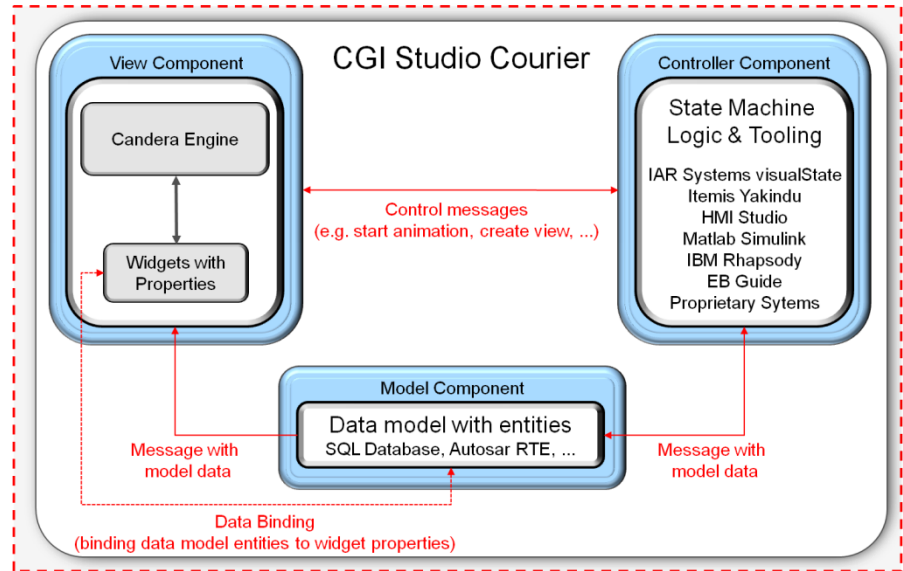 CGI Studio Courier
View Component
Candera Engine
Widgets with
Properties
Controller Component
State Machine
Logic & Tooling
IAR Systems visualState
Itemis Yakindu
HMI Studio
Matlab Simulink
IBM Rhapsody
EB Guide
Proprietary Sytems
Control messages
(e.g. start animation, create view, ...)
Model Component
Data model with entities
SQL Database, Autosar RTE, ...
Message with
model data
Message with
model data
Data Binding
(binding data model entities to widget properties)